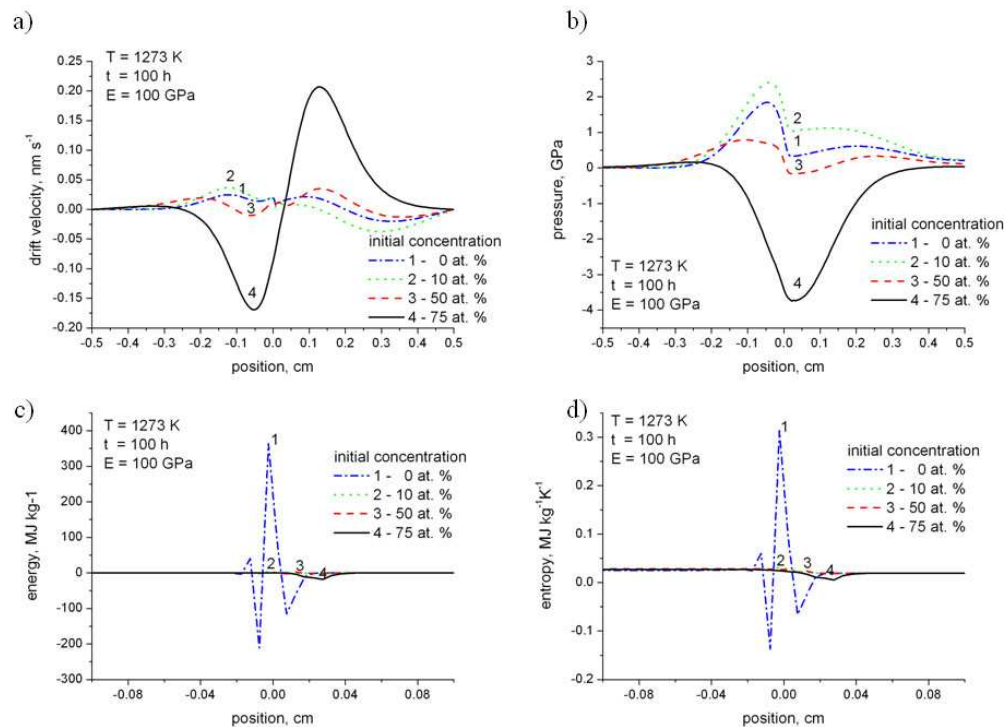 a)
T = 1273 K
t = 100 h
E = 100 GPa
drift velocity, nm s⁻¹
0.25
0.20
0.15
0.10
0.05
0.00
-0.05
-0.10
-0.15
-0.20
2
1
3
4
initial concentration
1 - 0 at. %
2 - 10 at. %
3 - 50 at. %
4 - 75 at. %
-0.5 -0.4 -0.3 -0.2 -0.1 0.0 0.1 0.2 0.3 0.4 0.5
position, cm
b)
pressure, GPa
3
2
1
0
-1
-2
-3
-4
2
1
3
4
T = 1273 K
t = 100 h
E = 100 GPa
initial concentration
1 - 0 at. %
2 - 10 at. %
3 - 50 at. %
4 - 75 at. %
-0.5 -0.4 -0.3 -0.2 -0.1 0.0 0.1 0.2 0.3 0.4 0.5
position, cm
c)
T = 1273 K
t = 100 h
E = 100 GPa
energy, MJ kg-1
400
300
200
100
0
-100
-200
-300
1
2
3
4
initial concentration
1 - 0 at. %
2 - 10 at. %
3 - 50 at. %
4 - 75 at. %
-0.08 -0.04 0.00 0.04 0.08
position, cm
d)
T = 1273 K
t = 100 h
E = 100 GPa
entropy, MJ kg⁻¹K⁻¹
0.3
0.2
0.1
0.0
-0.1
-0.2
1
2
3
4
initial concentration
1 - 0 at. %
2 - 10 at. %
3 - 50 at. %
4 - 75 at. %
-0.08 -0.04 0.00 0.04 0.08
position, cm